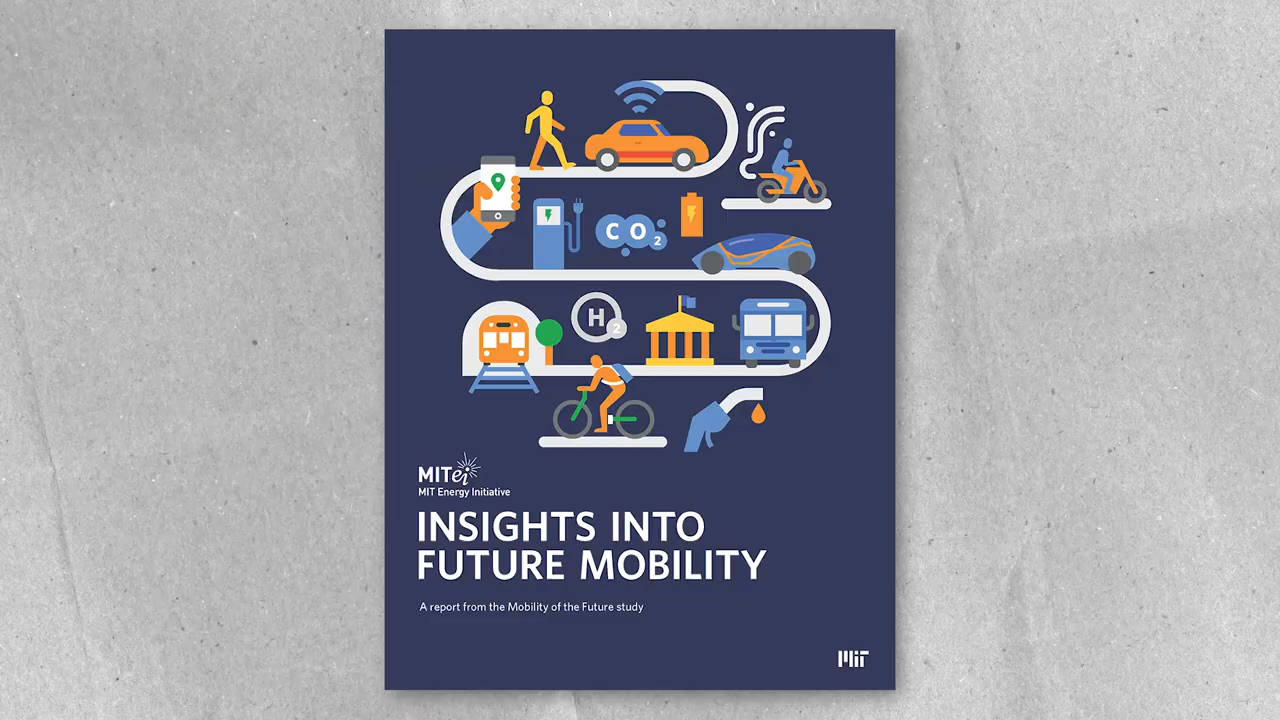 CO2
H2
MITei
MIT Energy Initiative
INSIGHTS INTO
FUTURE MOBILITY
A report from the Mobility of the Future study
MIT